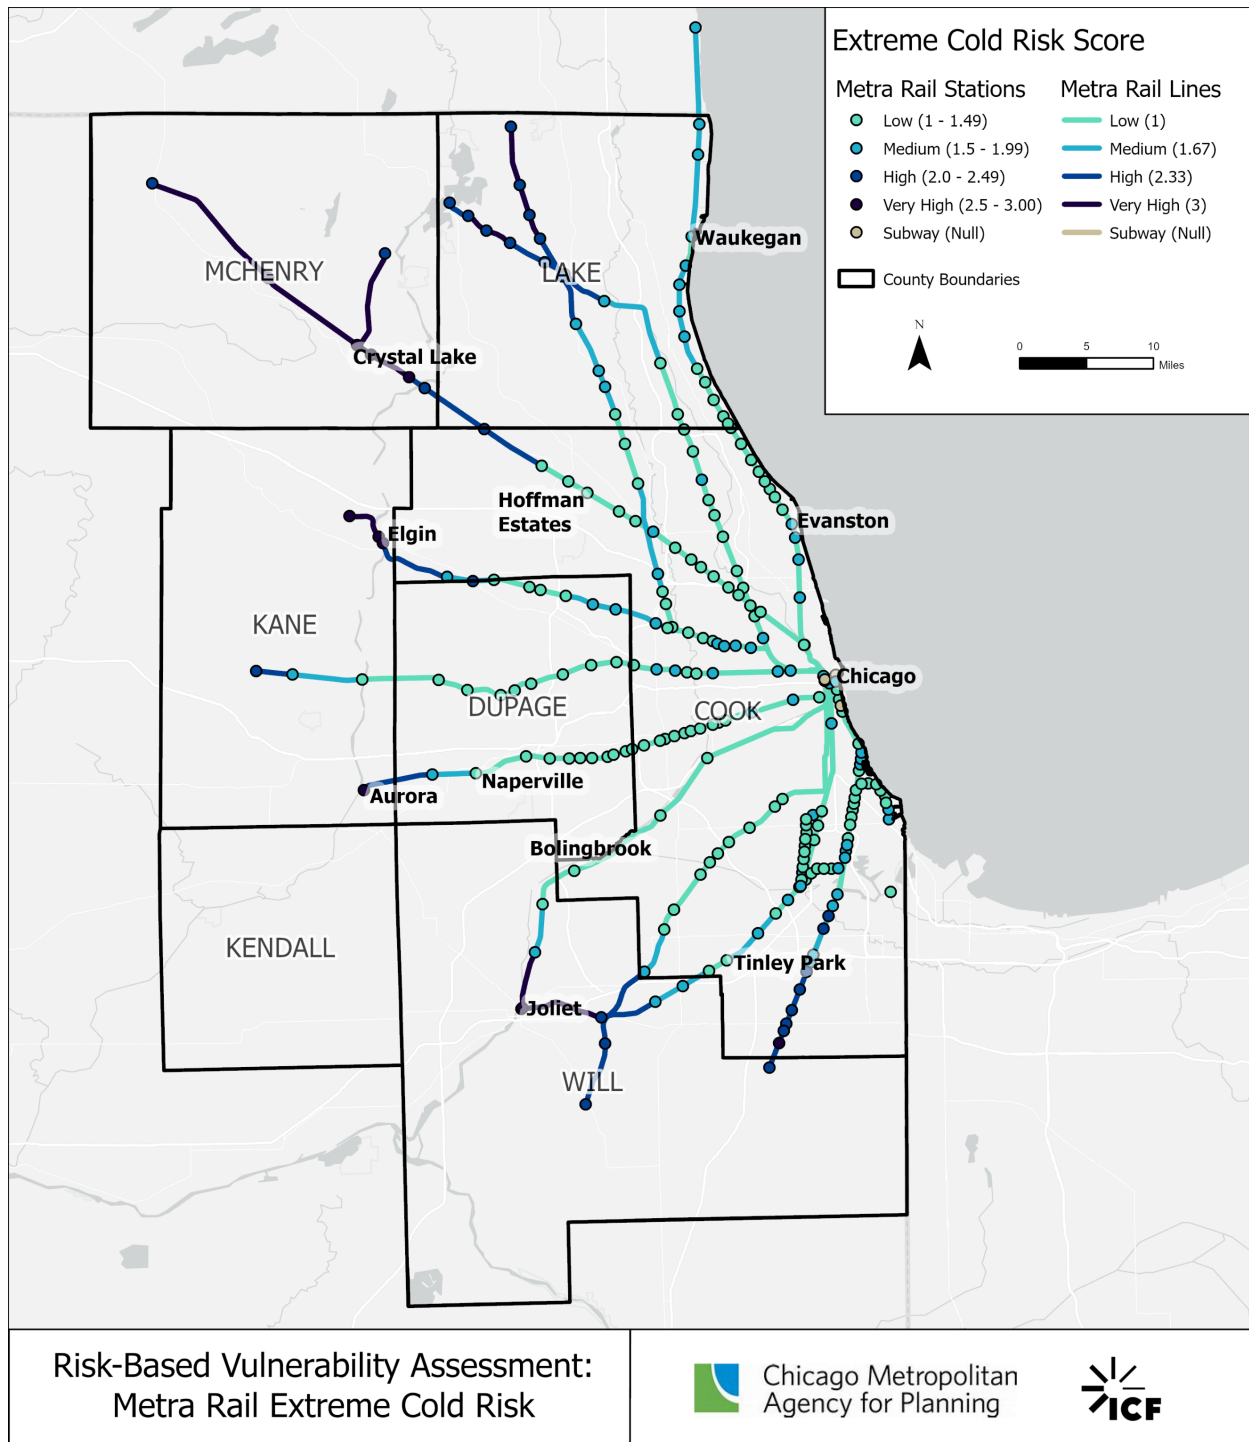 Extreme Cold Risk Score
Metra Rail Stations
Low (1 - 1.49)
Medium (1.5 - 1.99)
High (2.0 - 2.49)
Very High (2.5 - 3.00)
Subway (Null)
Metra Rail Lines
Low (1)
Medium (1.67)
High (2.33)
Very High (3)
Subway (Null)
County Boundaries
N
0 5 10
Miles
Waukegan
MCHENRY
LAKE
Crystal Lake
Hoffman
Estates
Evanston
Elgin
KANE
Chicago
DUPAGE
COOK
Naperville
Aurora
Bolingbrook
KENDALL
Tinley Park
Joliet
WILL
Risk-Based Vulnerability Assessment:
Metra Rail Extreme Cold Risk
Chicago Metropolitan
Agency for Planning
ICF